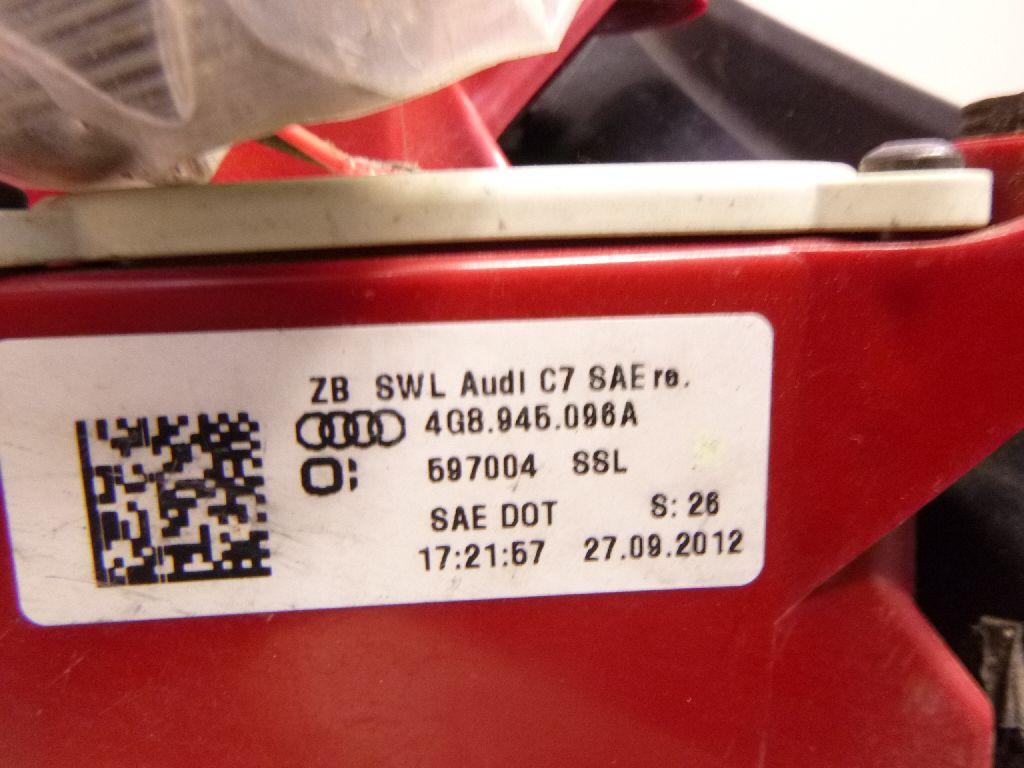 ZB SWL Audi C7 SAE re.
4G8.945.096A
597004 SSL
SAE DOT S: 26
17:21:57 27.09.2012